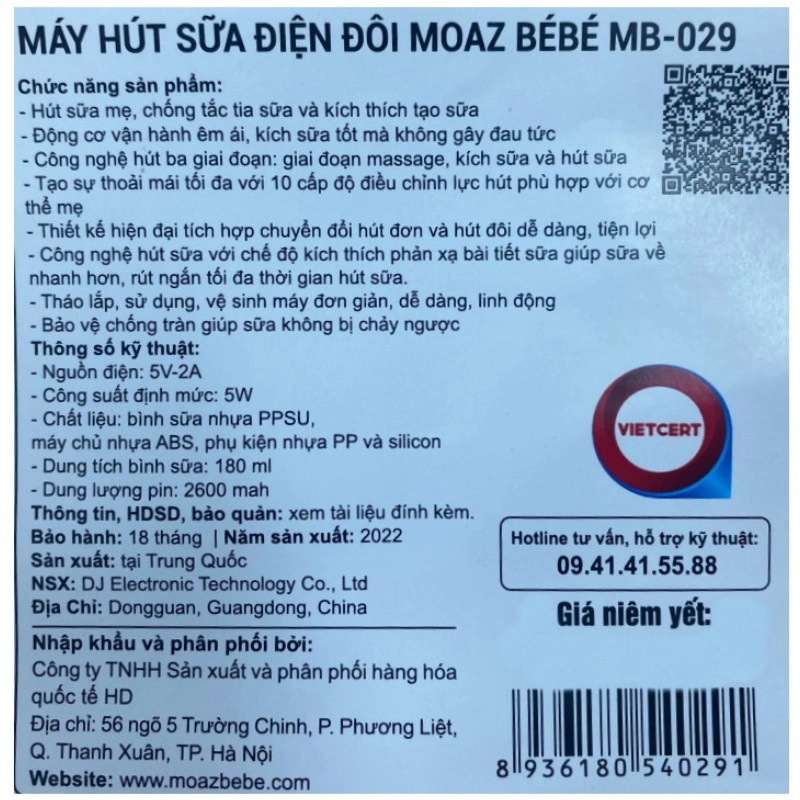 MÁY HÚT SỮA ĐIỆN ĐÔI MOAZ BÉBÉ MB-029
Chức năng sản phẩm:
- Hút sữa mẹ, chống tắc tia sữa và kích thích tạo sữa
- Động cơ vận hành êm ái, kích sữa tốt mà không gây đau tức
- Công nghệ hút ba giai đoạn: giai đoạn massage, kích sữa và hút sữa
- Tạo sự thoải mái tối đa với 10 cấp độ điều chỉnh lực hút phù hợp với cơ
thể mẹ
- Thiết kế hiện đại tích hợp chuyển đổi hút đơn và hút đôi dễ dàng, tiện lợi
- Công nghệ hút sữa với chế độ kích thích phản xạ bài tiết sữa giúp sữa về
nhanh hơn, rút ngắn tối đa thời gian hút sữa.
- Tháo lắp, sử dụng, vệ sinh máy đơn giản, dễ dàng, linh động
- Bảo vệ chống tràn giúp sữa không bị chảy ngược
Thông số kỹ thuật:
- Nguồn điện: 5V-2A
- Công suất định mức: 5W
- Chất liệu: bình sữa nhựa PPSU,
máy chủ nhựa ABS, phụ kiện nhựa PP và silicon
- Dung tích bình sữa: 180 ml
- Dung lượng pin: 2600 mah
Thông tin, HDSD, bảo quản: xem tài liệu đính kèm.
Bảo hành: 18 tháng | Năm sản xuất: 2022
Sản xuất: tại Trung Quốc
NSX: DJ Electronic Technology Co., Ltd
Địa Chỉ: Dongguan, Guangdong, China
VIETCERT
Hotline tư vấn, hỗ trợ kỹ thuật:
09.41.41.55.88
Giá niêm yết:
Nhập khẩu và phân phối bởi:
Công ty TNHH Sản xuất và phân phối hàng hóa
quốc tế HD
Địa chỉ: 56 ngõ 5 Trường Chinh, P. Phương Liệt,
Q. Thanh Xuân, TP. Hà Nội
Website: www.moazbebe.com
8 936180 540291